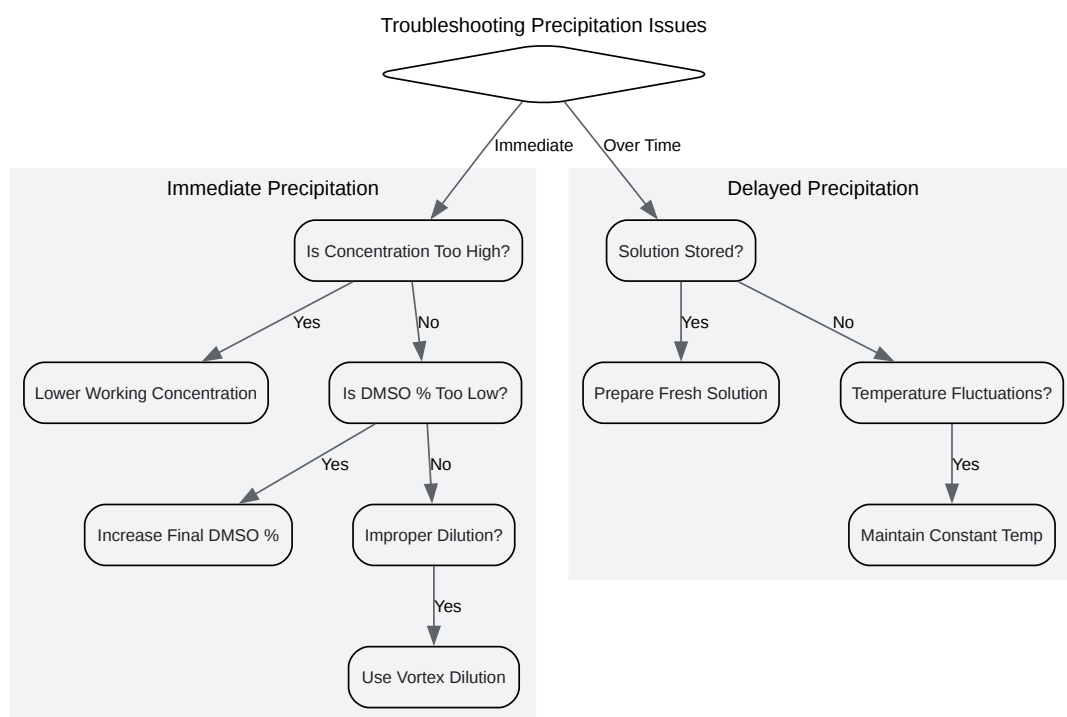 Troubleshooting Precipitation Issues
Immediate
Over Time
Immediate Precipitation
Is Concentration Too High?
Yes
No
Lower Working Concentration
Is DMSO % Too Low?
Yes
No
Increase Final DMSO %
Improper Dilution?
Yes
Use Vortex Dilution
Delayed Precipitation
Solution Stored?
Yes
No
Prepare Fresh Solution
Temperature Fluctuations?
Yes
Maintain Constant Temp